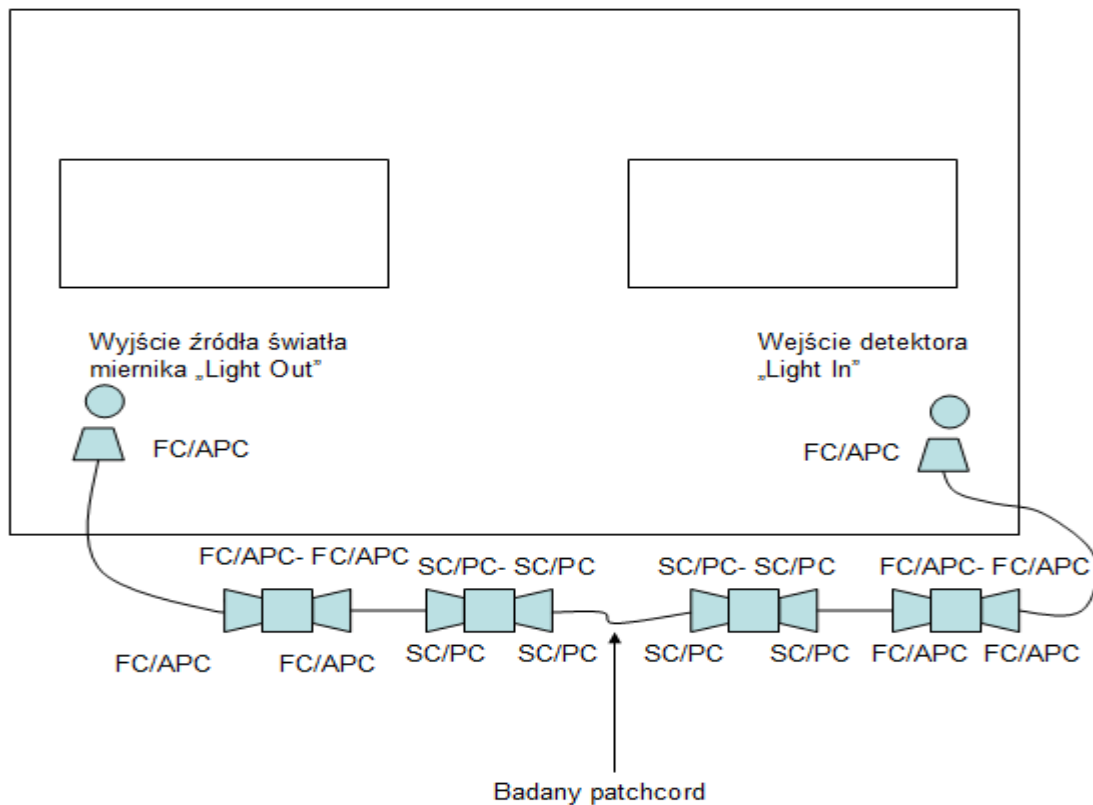 Wyjście źródła światła
miernika „Light Out”
Wejście detektora
„Light In”
FC/APC
FC/APC
FC/APC- FC/APC
SC/PC- SC/PC
SC/PC- SC/PC
FC/APC- FC/APC
FC/APC
FC/APC
SC/PC
SC/PC
SC/PC
SC/PC
FC/APC
FC/APC
Badany patchcord